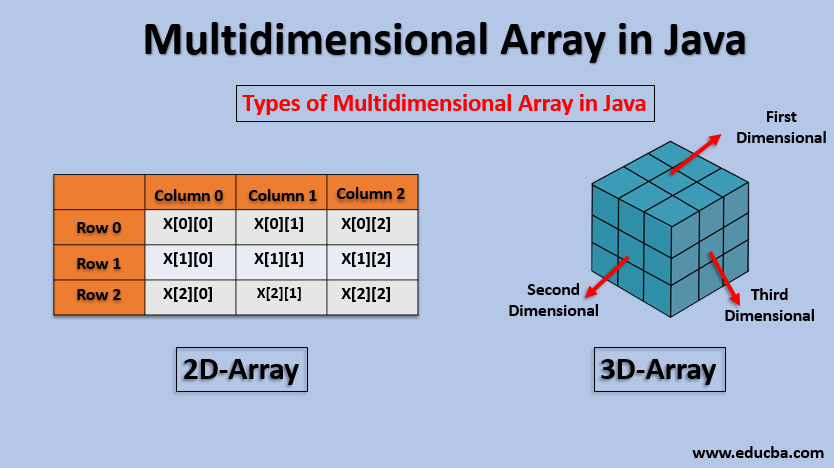 Multidimensional Array in Java
Types of Multidimensional Array in Java
Column 0 Column 1 Column 2
Row 0 X[0][0] X[0][1] X[0][2]
Row 1 X[1][0] X[1][1] X[1][2]
Row 2 X[2][0] X[2][1] X[2][2]
2D-Array
First
Dimensional
Second
Dimensional
Third
Dimensional
3D-Array
www.educba.com